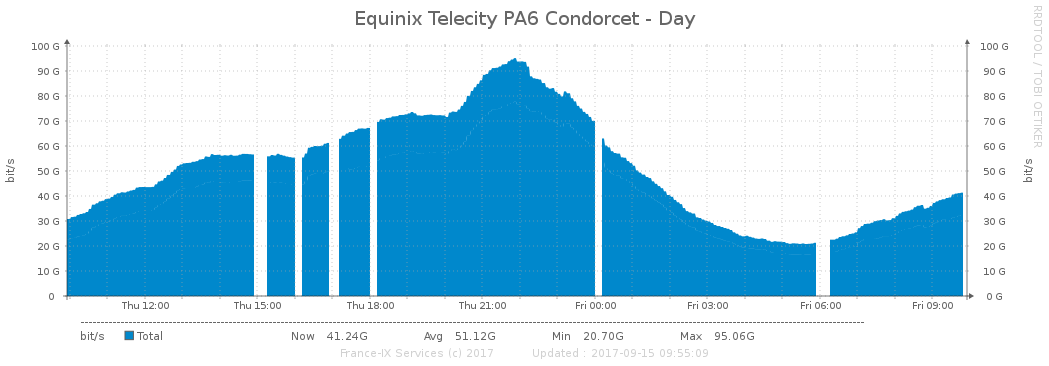 Equinix Telecity PA6 Condorcet - Day
RRDTOOL / TOBI OETIKER
100 G 100 G
90 G 90 G
80 G 80 G
70 G 70 G
60 G 60 G
50 G 50 G
40 G 40 G
30 G 30 G
20 G 20 G
10 G 10 G
0 0 G
bit/s bit/s
Thu 12:00 Thu 15:00 Thu 18:00 Thu 21:00 Fri 00:00 Fri 03:00 Fri 06:00 Fri 09:00
bit/s Total Now 41.24G Avg 51.12G Min 20.70G Max 95.06G
France-IX Services (c) 2017 Updated : 2017-09-15 09:55:09